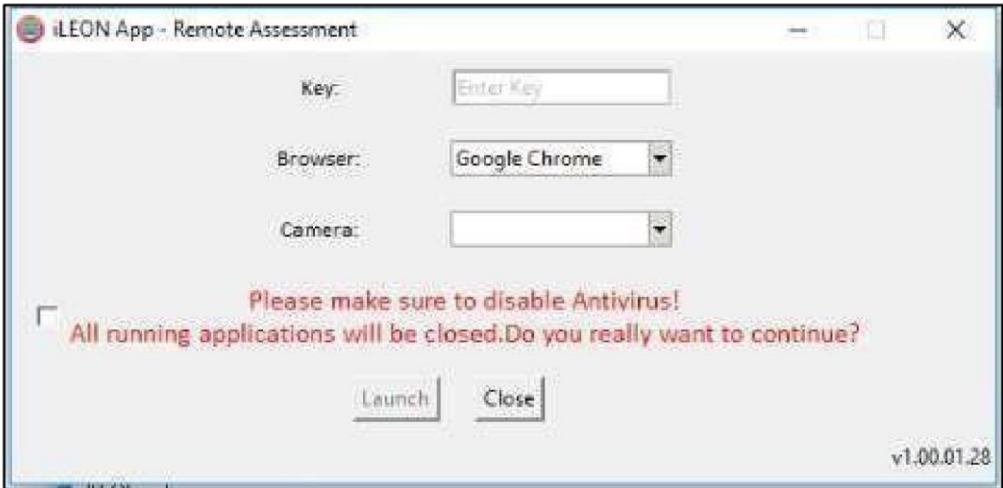 iLEON App - Remote Assessment
Key: Enter Key
Browser: Google Chrome
Camera:
Please make sure to disable Antivirus!
All running applications will be closed.Do you really want to continue?
Launch Close
v1.00.01.28